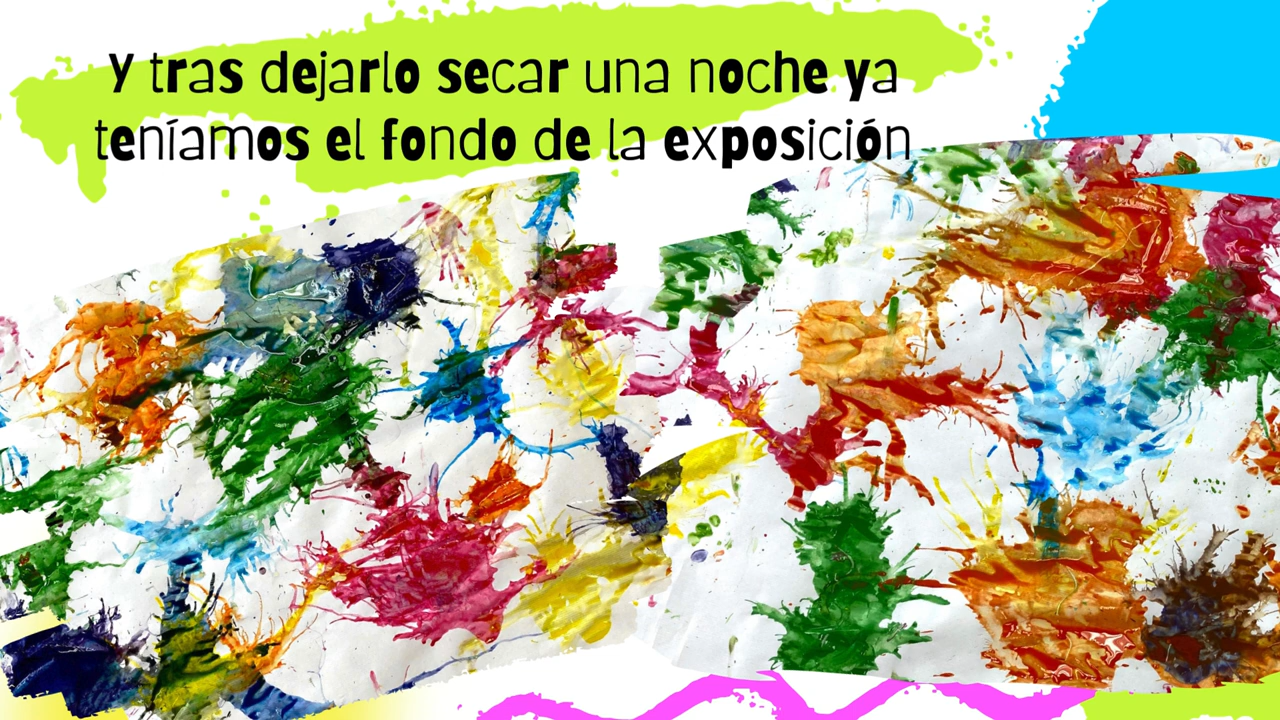 Y tras dejarlo secar una noche ya
teníamos el fondo de la exposición